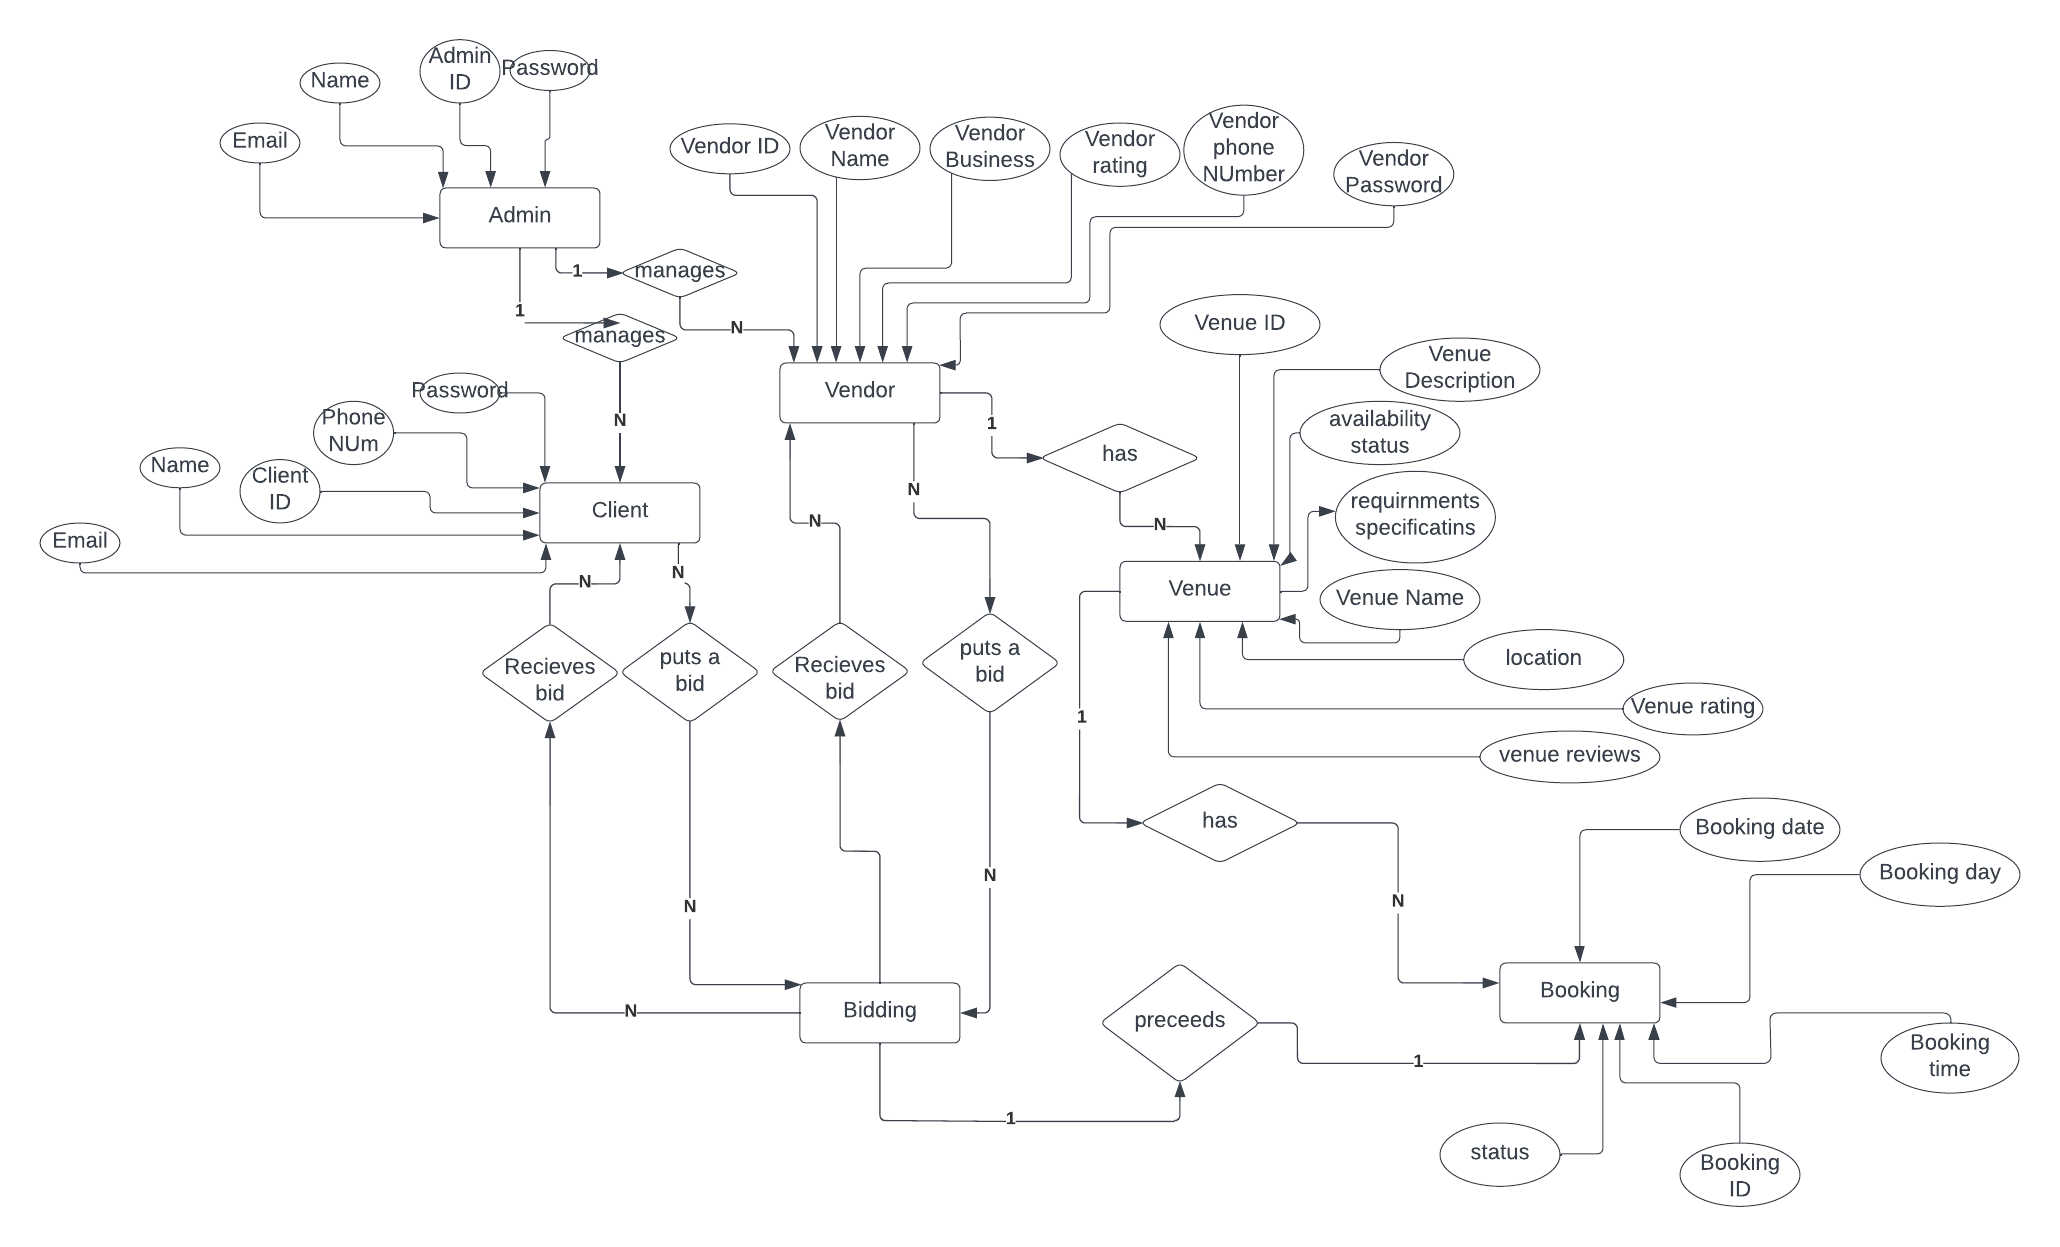 Admin
ID
Password
Name
Email
Admin
Vendor ID
Vendor
Name
Vendor
Business
Vendor
rating
Vendor
phone
NUmber
Vendor
Password
1
manages
1
manages
N
Venue ID
Venue
Description
Password
Vendor
Phone
NUm
N
1
availability
status
has
Name
Client
ID
Client
N
N
N
requirnments
specificatins
Email
N
N
Venue
Venue Name
Recieves
bid
puts a
bid
Recieves
bid
puts a
bid
location
1
Venue rating
venue reviews
has
Booking date
N
N
N
Booking day
N
Bidding
preceeds
Booking
1
1
Booking
time
status
Booking
ID